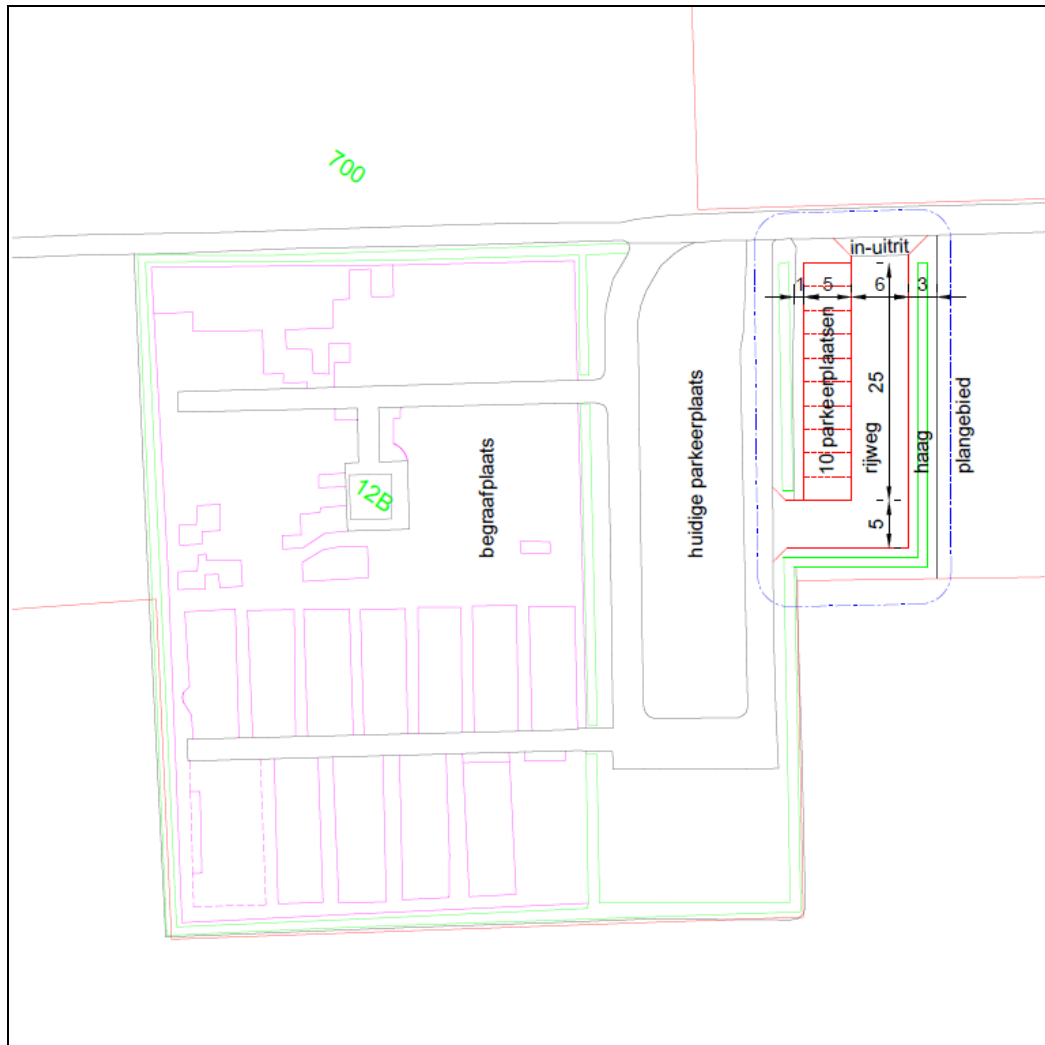 700
in-uitrit
1
5
6
3
10 parkeerplaatsen
25
rijweg
haag
plangebied
huidige parkeerplaats
begraafplaats
12B
5